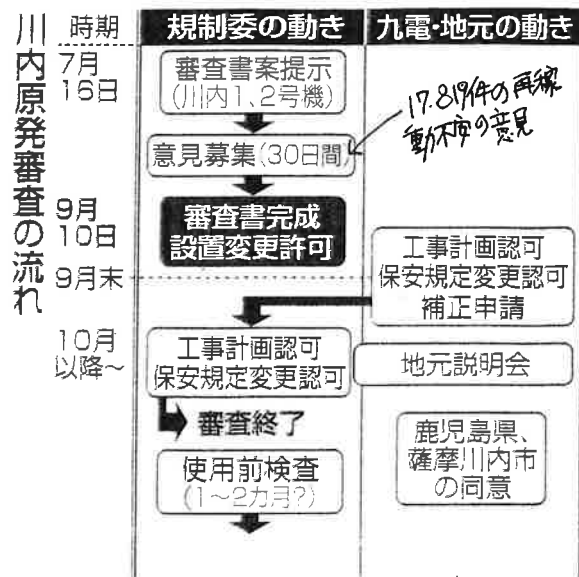 川内原発審査の流れ
時期
規制委の動き
九電・地元の動き
7月
16日
審査書案提示
(川内1、2号機)
意見募集(30日間)
17.819件の再稼
動不安の意見
9月
10日
審査書完成
設置変更許可
9月末
工事計画認可
保安規定変更認可
補正申請
10月
以降~
工事計画認可
保安規定変更認可
地元説明会
審査終了
鹿児島県、
薩摩川内市
の同意
使用前検査
(1~2カ月?)